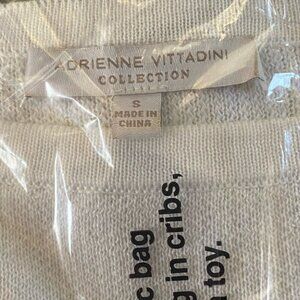 ADRIENNE VITTADINI
COLLECTION
S
MADE IN
CHINA
c bag
g in cribs,
toy.